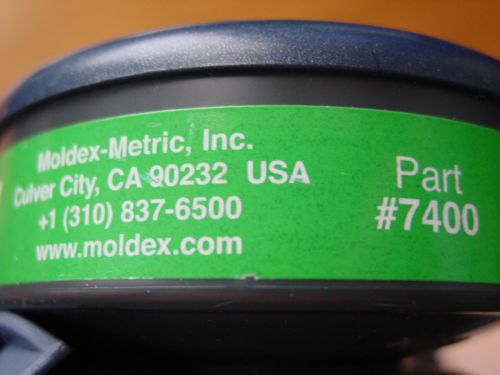 Moldex-Metric, Inc.
Culver City, CA 90232 USA
+1 (310) 837-6500
www.moldex.com
Part
#7400